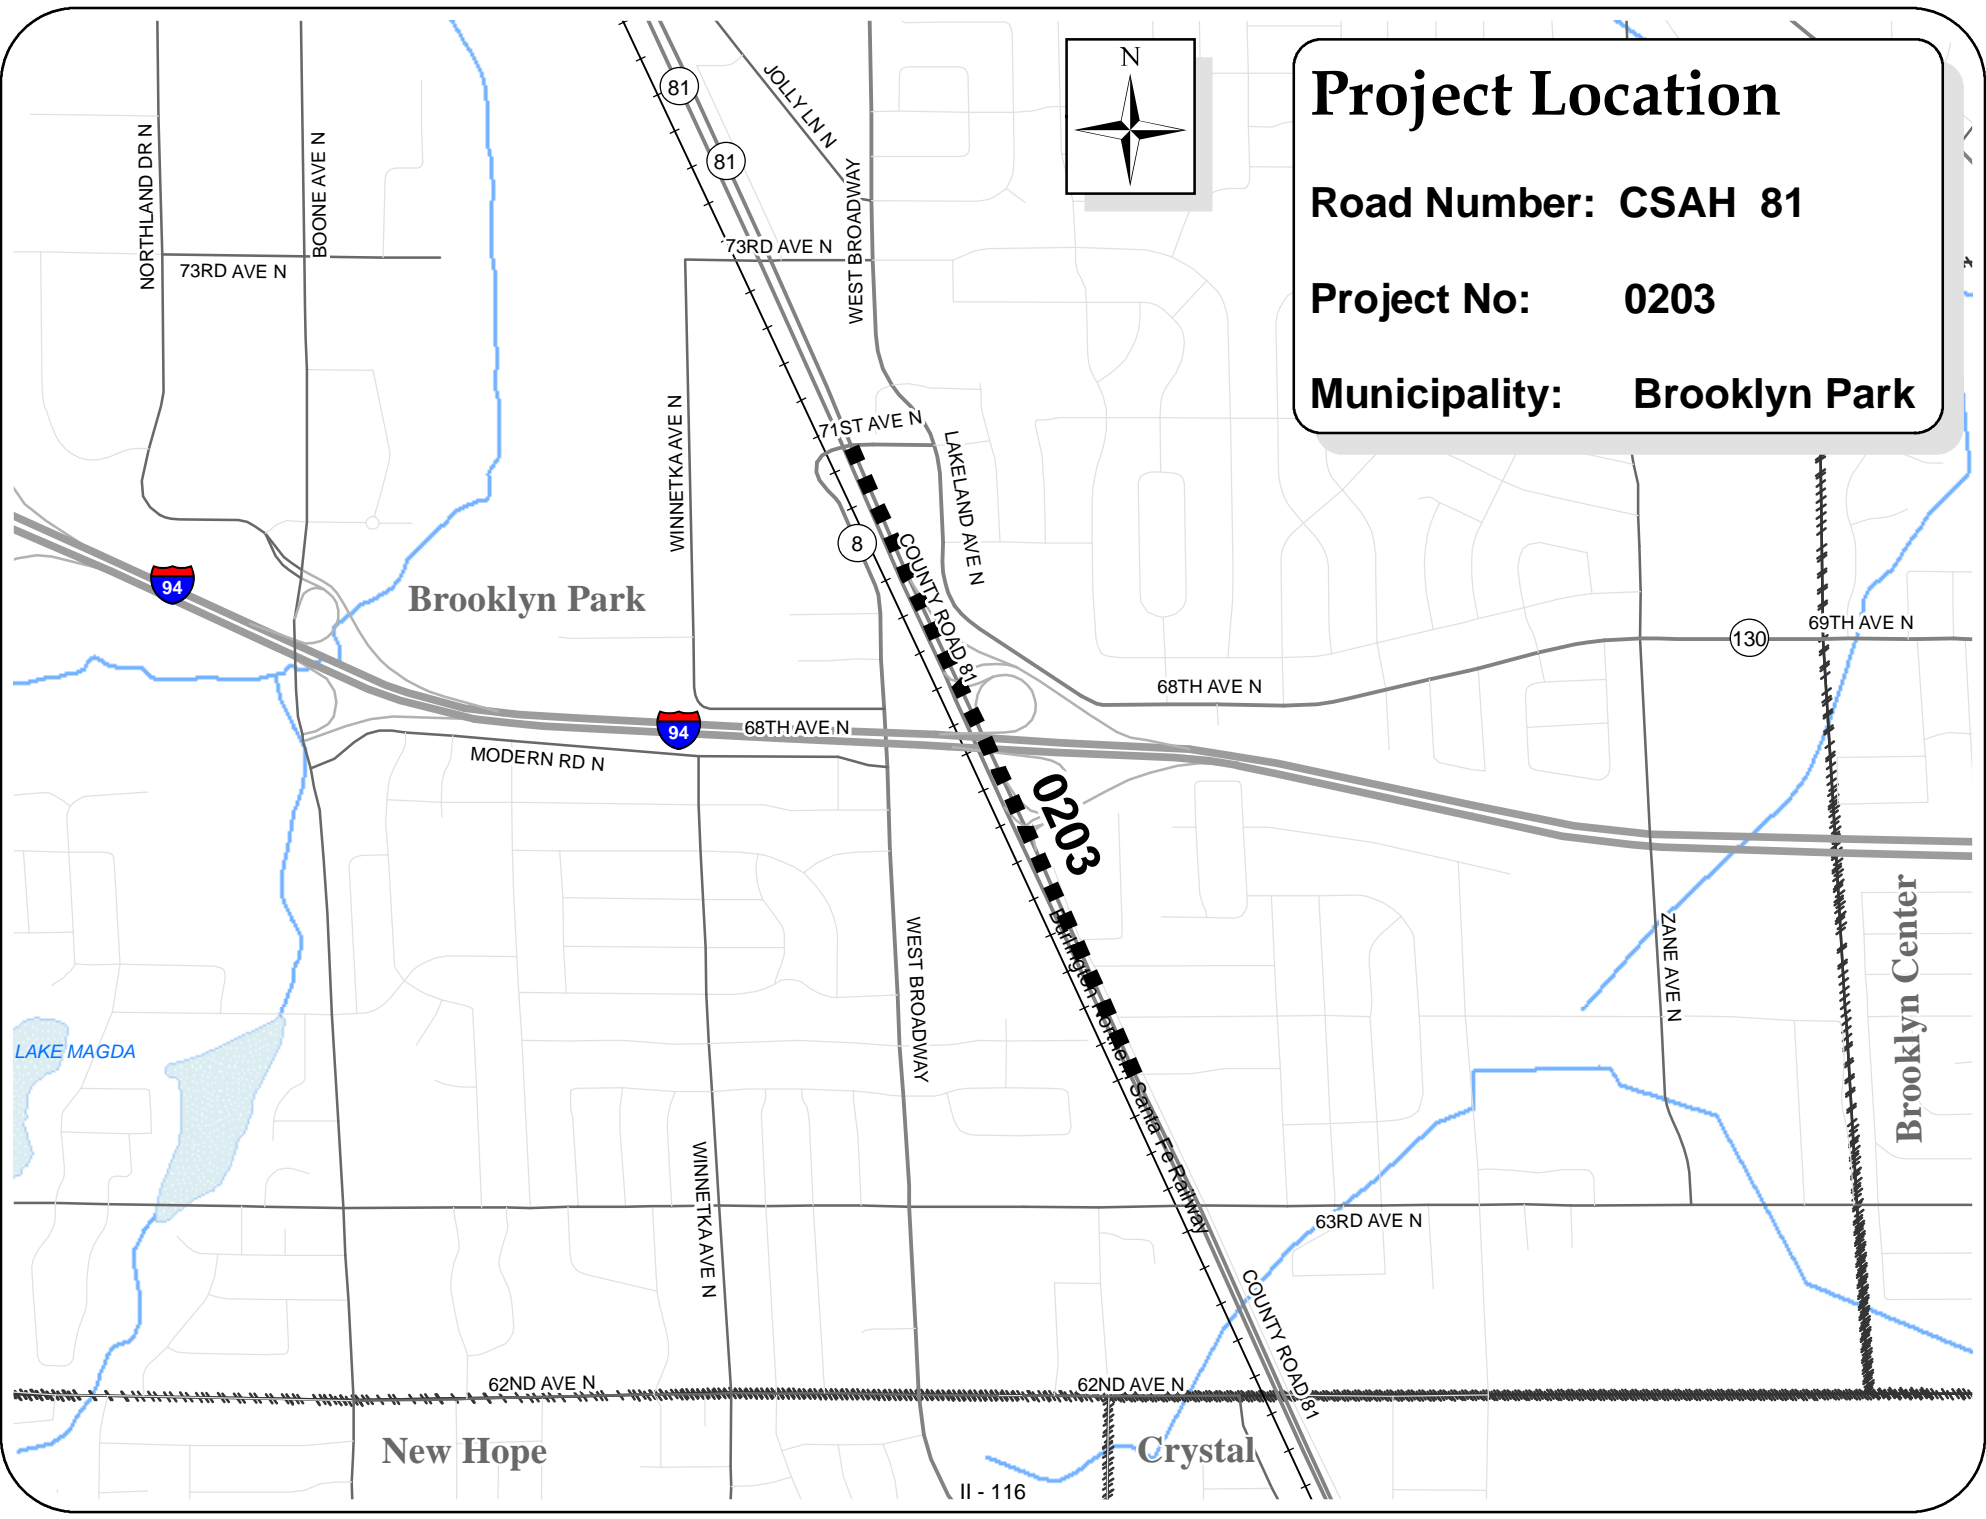 Project Location
Road Number: CSAH 81
Project No: 0203
Municipality: Brooklyn Park
N
81
81
JOLLY LN N
NORTHLAND DR N
BOONE AVE N
WEST BROADWAY
73RD AVE N
73RD AVE N
WINNETKA AVE N
71ST AVE N
LAKELAND AVE N
8
COUNTY ROAD 81
94
Brooklyn Park
130
69TH AVE N
68TH AVE N
94
68TH AVE N
MODERN RD N
0203
Burlington Northern Santa Fe Railway
WEST BROADWAY
ZANE AVE N
Brooklyn Center
LAKE MAGDA
WINNETKA AVE N
63RD AVE N
COUNTY ROAD 81
62ND AVE N
62ND AVE N
New Hope
Crystal
II - 116